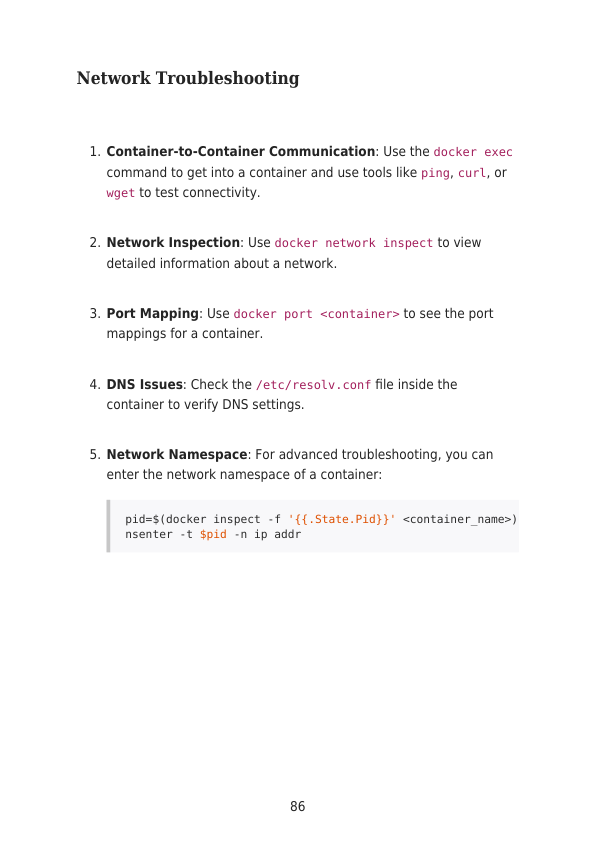 Network Troubleshooting
1. Container-to-Container Communication: Use the docker exec
command to get into a container and use tools like ping, curl, or
wget to test connectivity.
2. Network Inspection: Use docker network inspect to view
detailed information about a network.
3. Port Mapping: Use docker port <container> to see the port
mappings for a container.
4. DNS Issues: Check the /etc/resolv.conf file inside the
container to verify DNS settings.
5. Network Namespace: For advanced troubleshooting, you can
enter the network namespace of a container:
pid=$(docker inspect -f '{{.State.Pid}}' <container_name>)
nsenter -t $pid -n ip addr
86